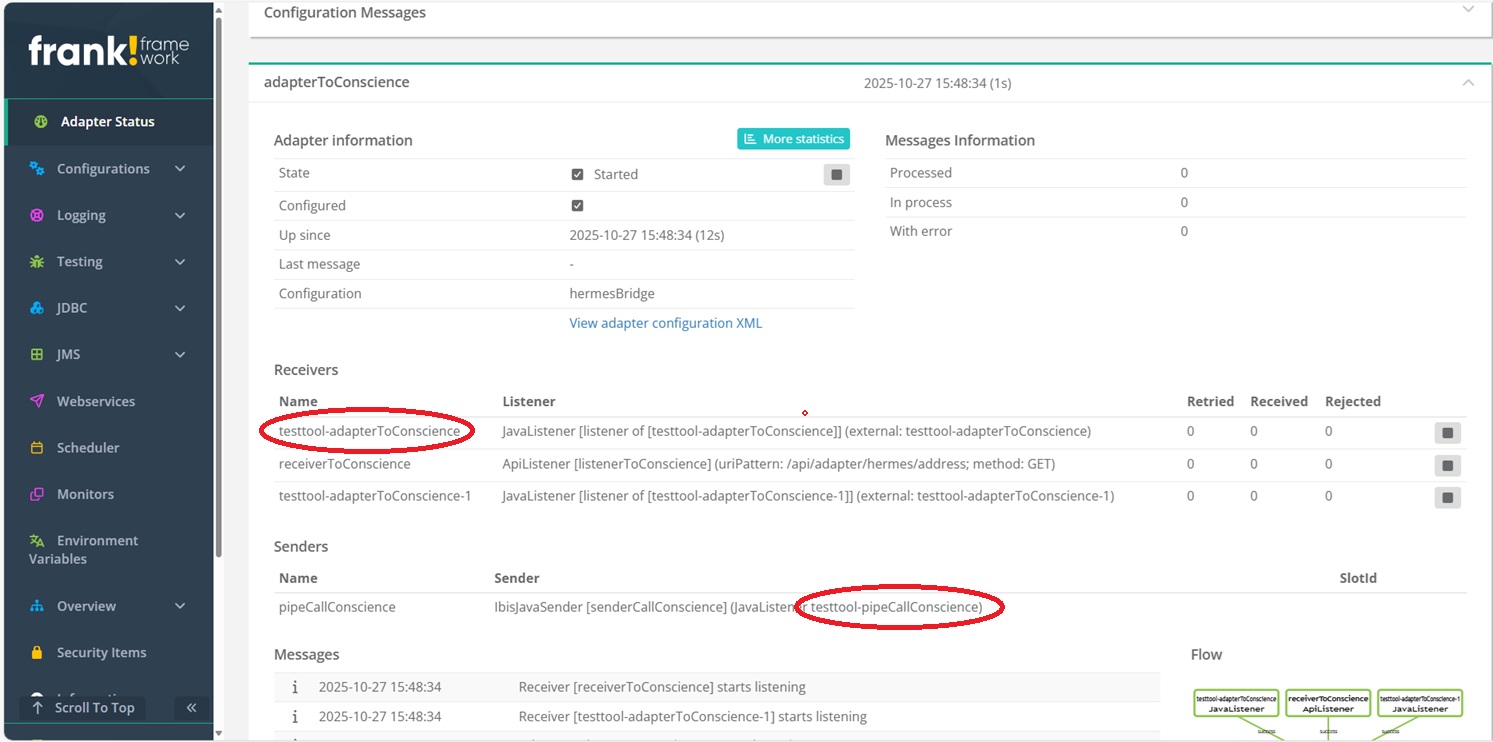 frank!framework
Adapter Status
Configurations
Logging
Testing
JDBC
JMS
Webservices
Scheduler
Monitors
Environment
Variables
Overview
Security Items
Scroll To Top
Configuration Messages
adapterToConscience 2025-10-27 15:48:34 (1s)
Adapter information More statistics
State Started
Configured
Up since 2025-10-27 15:48:34 (12s)
Last message -
Configuration hermesBridge
View adapter configuration XML
Messages Information
Processed 0
In process 0
With error 0
Receivers
Name Listener Retried Received Rejected
testtool-adapterToConscience JavaListener [listener of [testtool-adapterToConscience]] (external: testtool-adapterToConscience) 0 0 0
receiverToConscience ApiListener [listenerToConscience] (uriPattern: /api/adapter/hermes/address; method: GET) 0 0 0
testtool-adapterToConscience-1 JavaListener [listener of [testtool-adapterToConscience-1]] (external: testtool-adapterToConscience-1) 0 0 0
Senders
Name Sender SlotId
pipeCallConscience IbisJavaSender [senderCallConscience] (JavaListener testtool-pipeCallConscience)
Messages
2025-10-27 15:48:34 Receiver [receiverToConscience] starts listening
2025-10-27 15:48:34 Receiver [testtool-adapterToConscience-1] starts listening
Flow
testtool-adapterToConscience
JavaListener
receiverToConscience
ApiListener
testtool-adapterToConscience-1
JavaListener
success success success